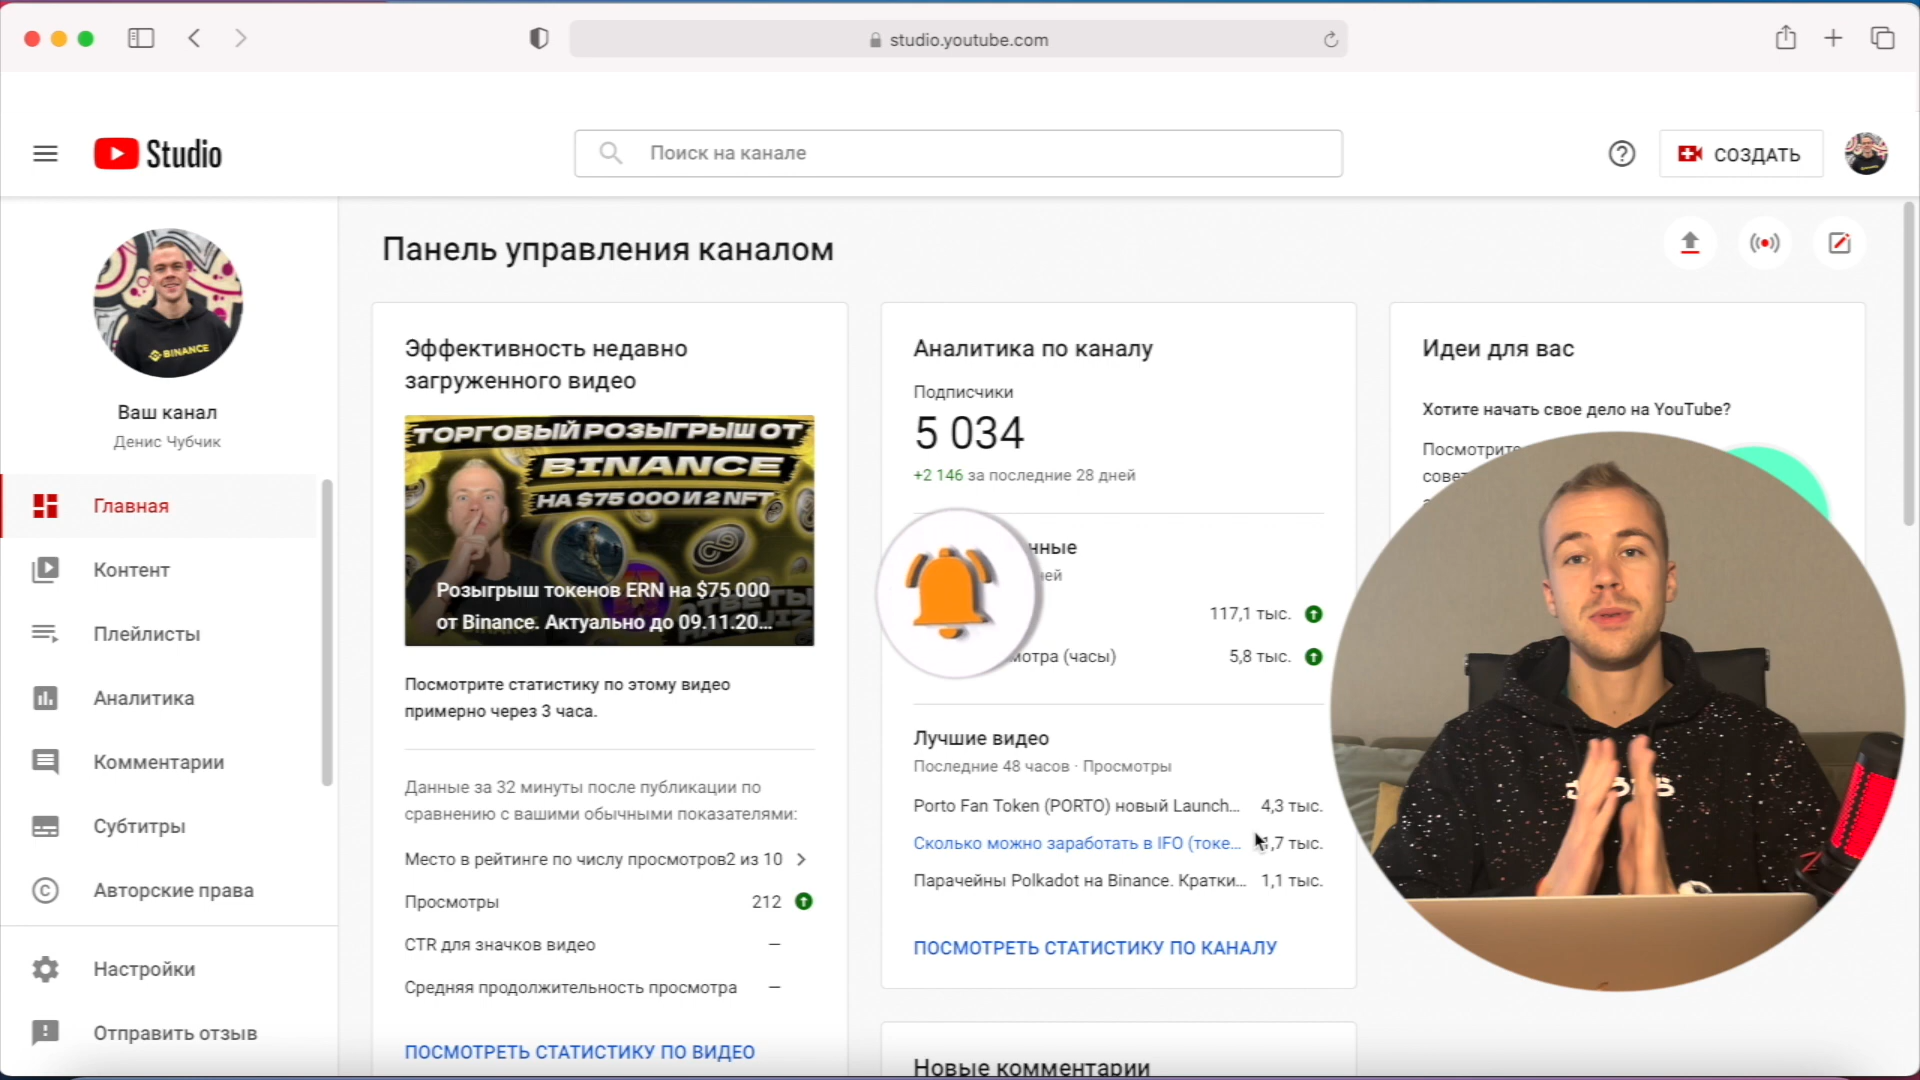 studio.youtube.com
Studio
Поиск на канале
СОЗДАТЬ
BINANCE
Ваш канал
Денис Чубчик
Главная
Контент
Плейлисты
Аналитика
Комментарии
Субтитры
Авторские права
Настройки
Отправить отзыв
Панель управления каналом
Эффективность недавно
загруженного видео
ТОРГОВЫЙ РОЗЫГРЫШ ОТ
BINANCE
НА $75 000 И 2 NFT
Розыгрыш токенов ERN на $75 000
от Binance. Актуально до 09.11.20...
Посмотрите статистику по этому видео
примерно через 3 часа.
Данные за 32 минуты после публикации по
сравнению с вашими обычными показателями:
Место в рейтинге по числу просмотров2 из 10
Просмотры 212
CTR для значков видео —
Средняя продолжительность просмотра —
ПОСМОТРЕТЬ СТАТИСТИКУ ПО ВИДЕО
Аналитика по каналу
Подписчики
5 034
+2 146 за последние 28 дней
нные
ней
117,1 тыс.
мотра (часы) 5,8 тыс.
Лучшие видео
Последние 48 часов · Просмотры
Porto Fan Token (PORTO) новый Launch... 4,3 тыс.
Сколько можно заработать в IFO (токе... ,7 тыс.
Парачейны Polkadot на Binance. Кратки... 1,1 тыс.
ПОСМОТРЕТЬ СТАТИСТИКУ ПО КАНАЛУ
Новые комментарии
Идеи для вас
Хотите начать свое дело на YouTube?
Посмотрите
сове